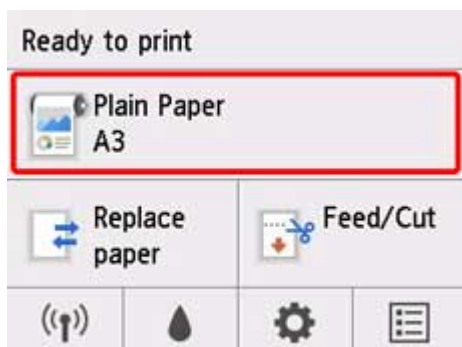 Ready to print
Plain Paper
A3
Replace
paper
Feed/Cut